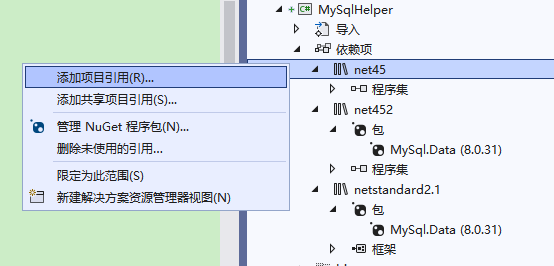 MySqlHelper
导入
依赖项
net45
程序集
net452
包
MySql.Data (8.0.31)
程序集
netstandard2.1
包
MySql.Data (8.0.31)
框架
添加项目引用(R)...
添加共享项目引用(S)...
管理 NuGet 程序包(N)...
删除未使用的引用...
限定为此范围(S)
新建解决方案资源管理器视图(N)